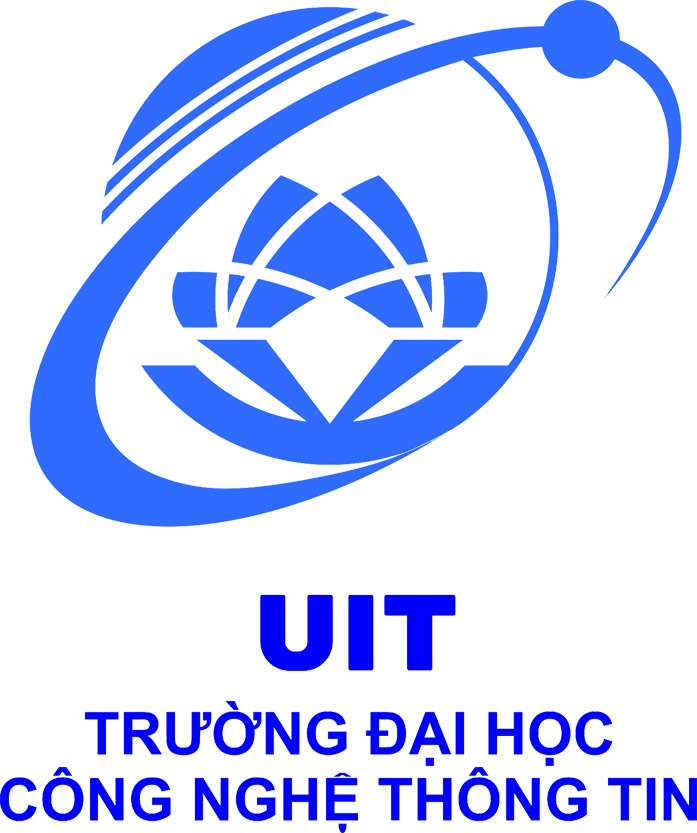 UIT
TRƯỜNG ĐẠI HỌC
CÔNG NGHỆ THÔNG TIN